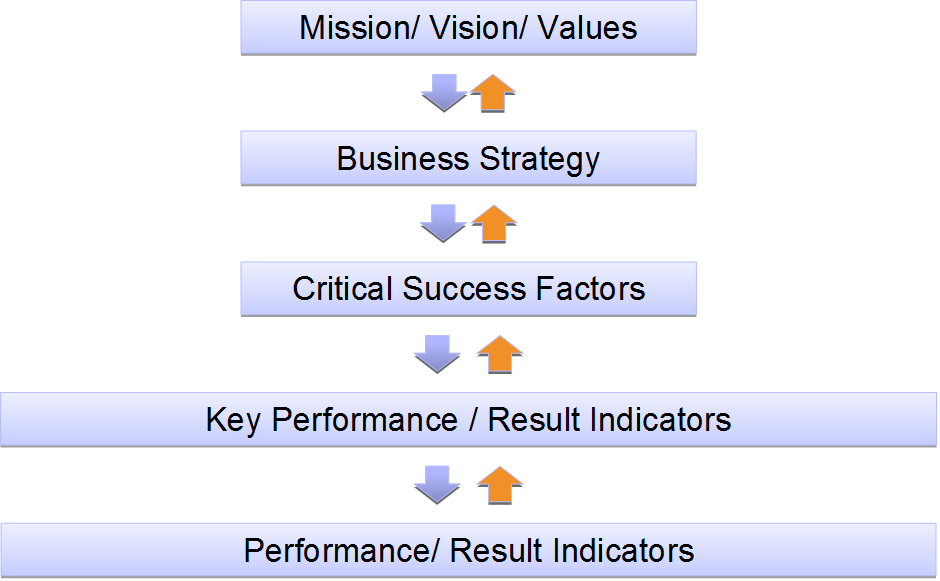 Mission/ Vision/ Values
Business Strategy
Critical Success Factors
Key Performance / Result Indicators
Performance/ Result Indicators